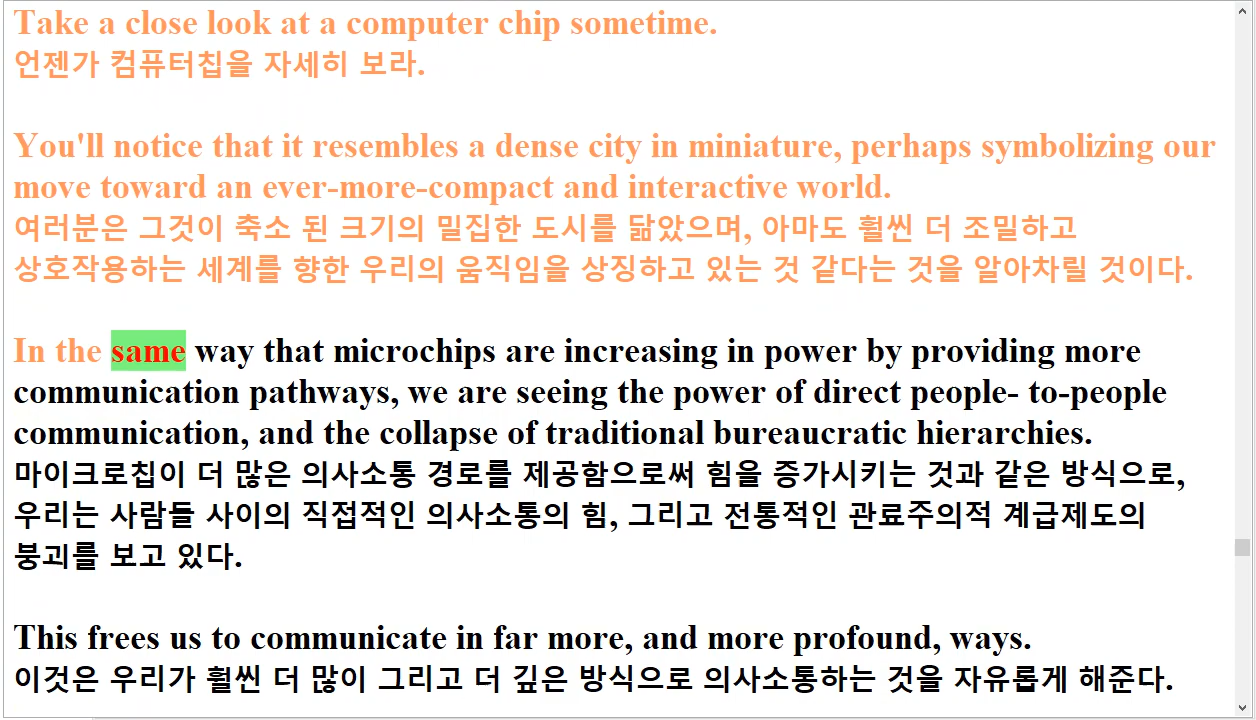 Take a close look at a computer chip sometime.
언젠가 컴퓨터칩을 자세히 보라.
You'll notice that it resembles a dense city in miniature, perhaps symbolizing our
move toward an ever-more-compact and interactive world.
여러분은 그것이 축소 된 크기의 밀집한 도시를 닮았으며, 아마도 훨씬 더 조밀하고
상호작용하는 세계를 향한 우리의 움직임을 상징하고 있는 것 같다는 것을 알아차릴 것이다.
In the same way that microchips are increasing in power by providing more
communication pathways, we are seeing the power of direct people- to-people
communication, and the collapse of traditional bureaucratic hierarchies.
마이크로칩이 더 많은 의사소통 경로를 제공함으로써 힘을 증가시키는 것과 같은 방식으로,
우리는 사람들 사이의 직접적인 의사소통의 힘, 그리고 전통적인 관료주의적 계급제도의
붕괴를 보고 있다.
This frees us to communicate in far more, and more profound, ways.
이것은 우리가 훨씬 더 많이 그리고 더 깊은 방식으로 의사소통하는 것을 자유롭게 해준다.